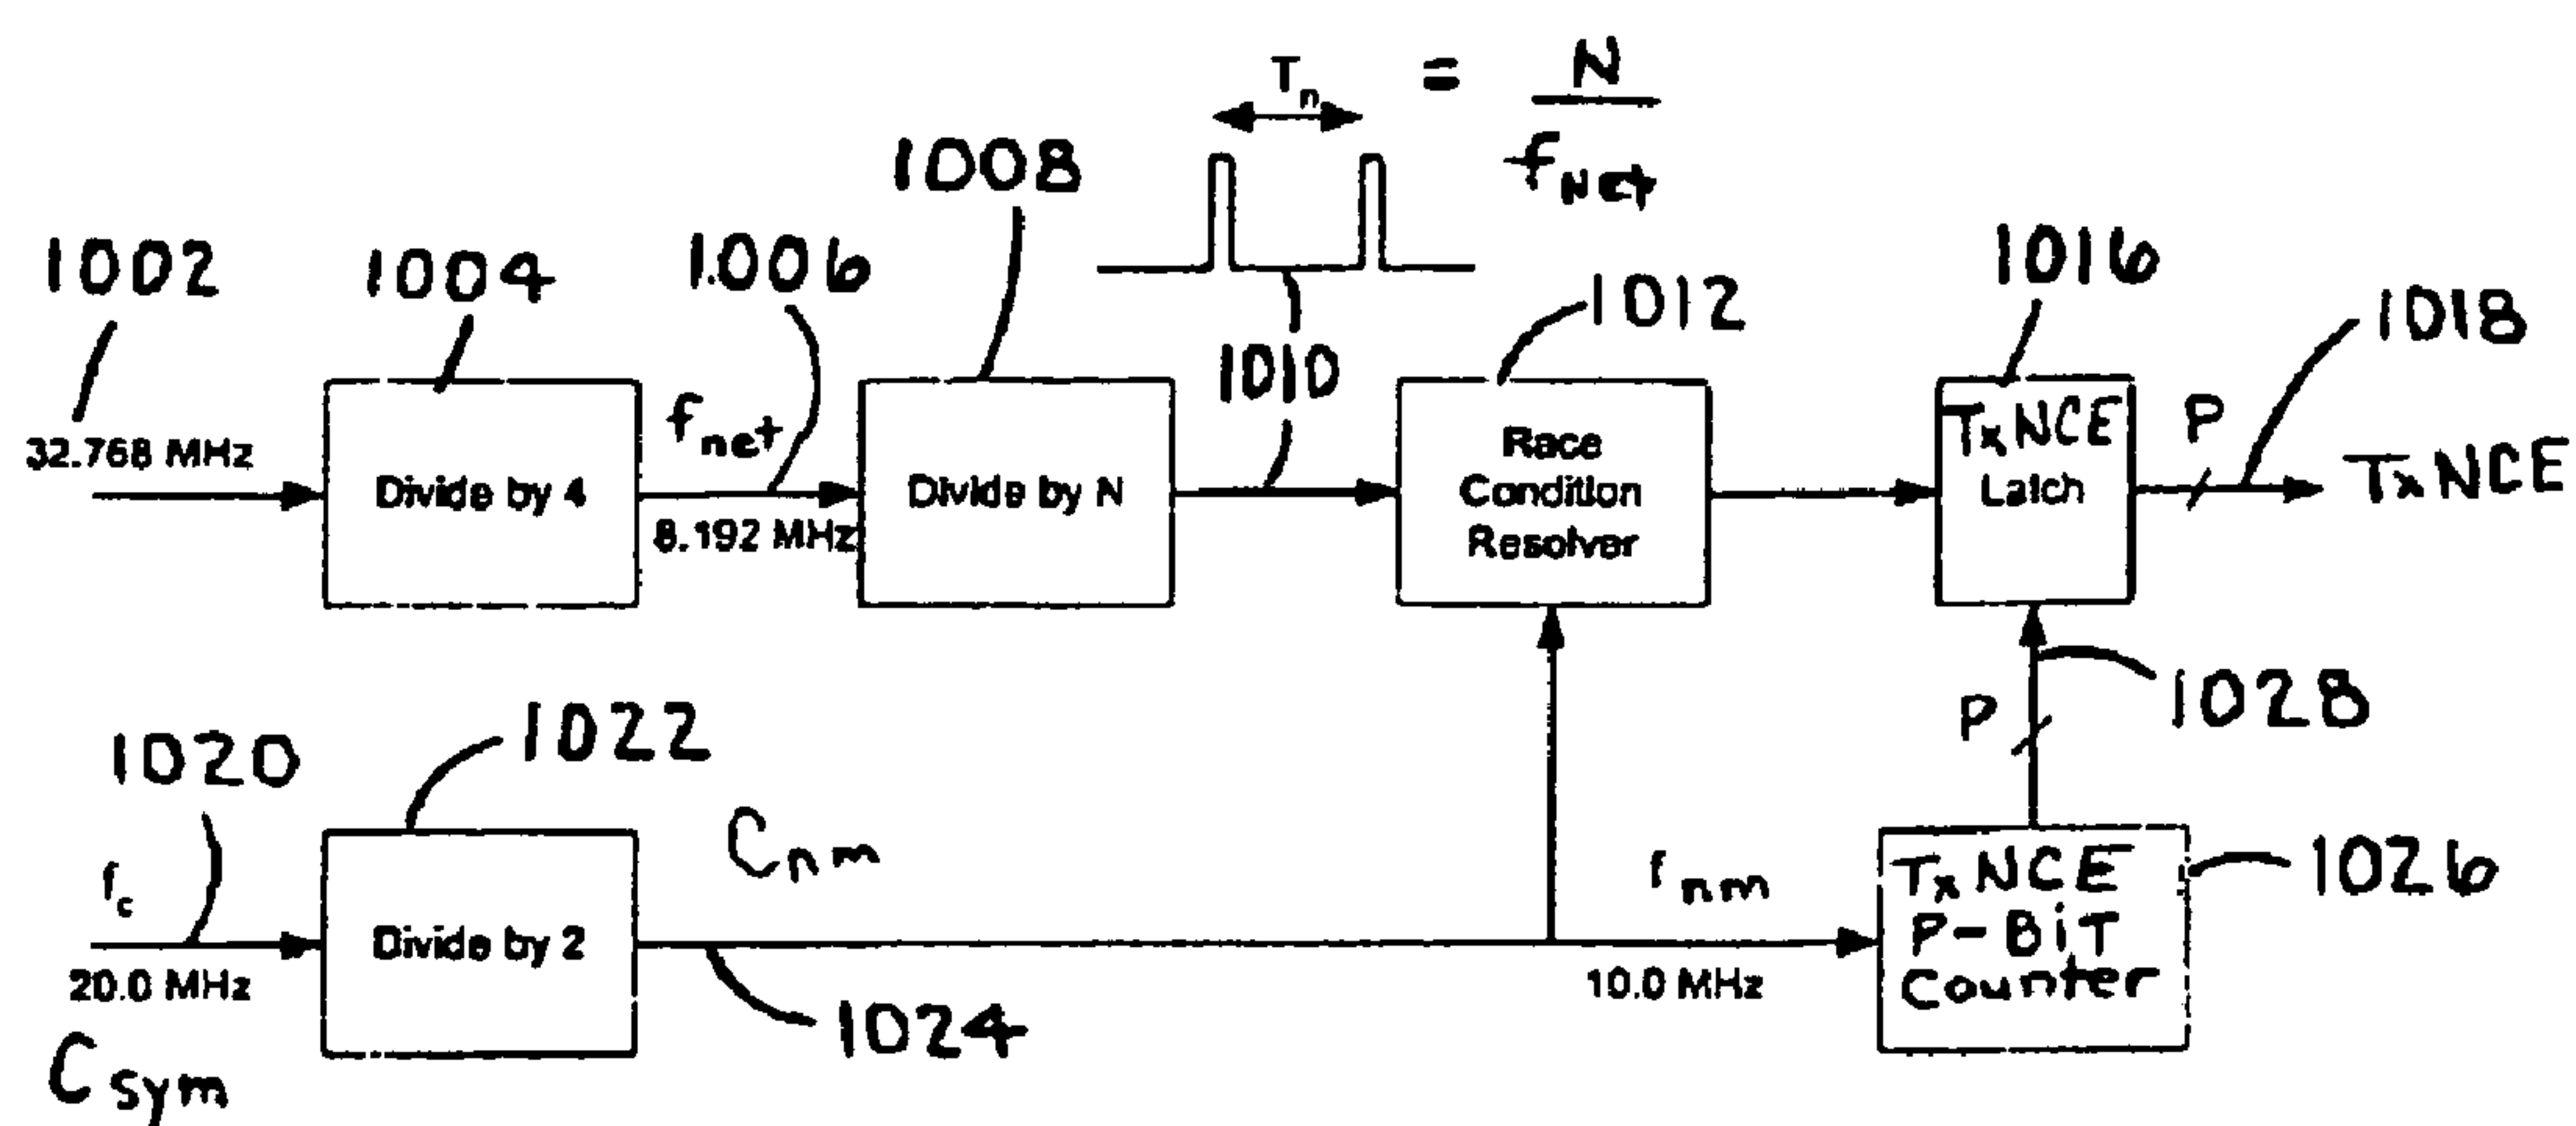 Tn = N
fNet
1008
1002
1004
1.006
1012
1016
1018
1010
32.768 MHz
Divide by 4
fnet
8.192 MHz
Divide by N
Race
Condition
Resolver
TxNCE
Latch
P
TxNCE
1028
P
1020
1022
Cnm
fc
20.0 MHz
Csym
Divide by 2
1024
fnm
10.0 MHz
TxNCE
P-BiT
Counter
1026